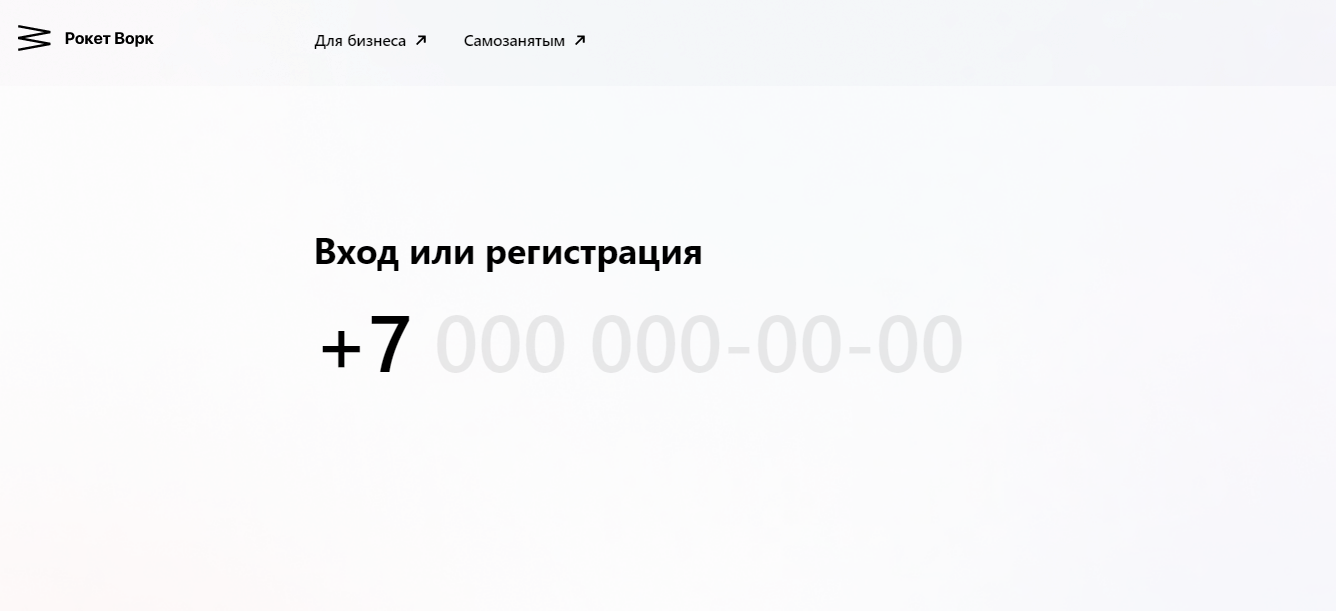 Рокет Ворк
Для бизнеса
Самозанятым
Вход или регистрация
+7 000 000-00-00